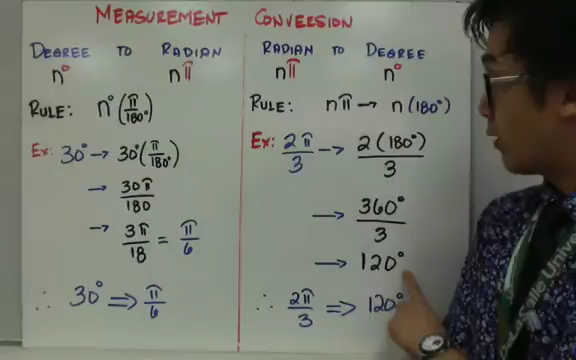 MEASUREMENT CONVERSION
DEGREE TO RADIAN
n° nπ
RULE: n°(π/180°)
Ex: 30° → 30°(π/180°)
→ 30π/180
→ 3π/18 = π/6
∴ 30° ⇒ π/6
RADIAN TO DEGREE
nπ n°
RULE: nπ → n(180°)
Ex: 2π/3 → 2(180°)/3
→ 360°/3
→ 120°
∴ 2π/3 ⇒ 120°